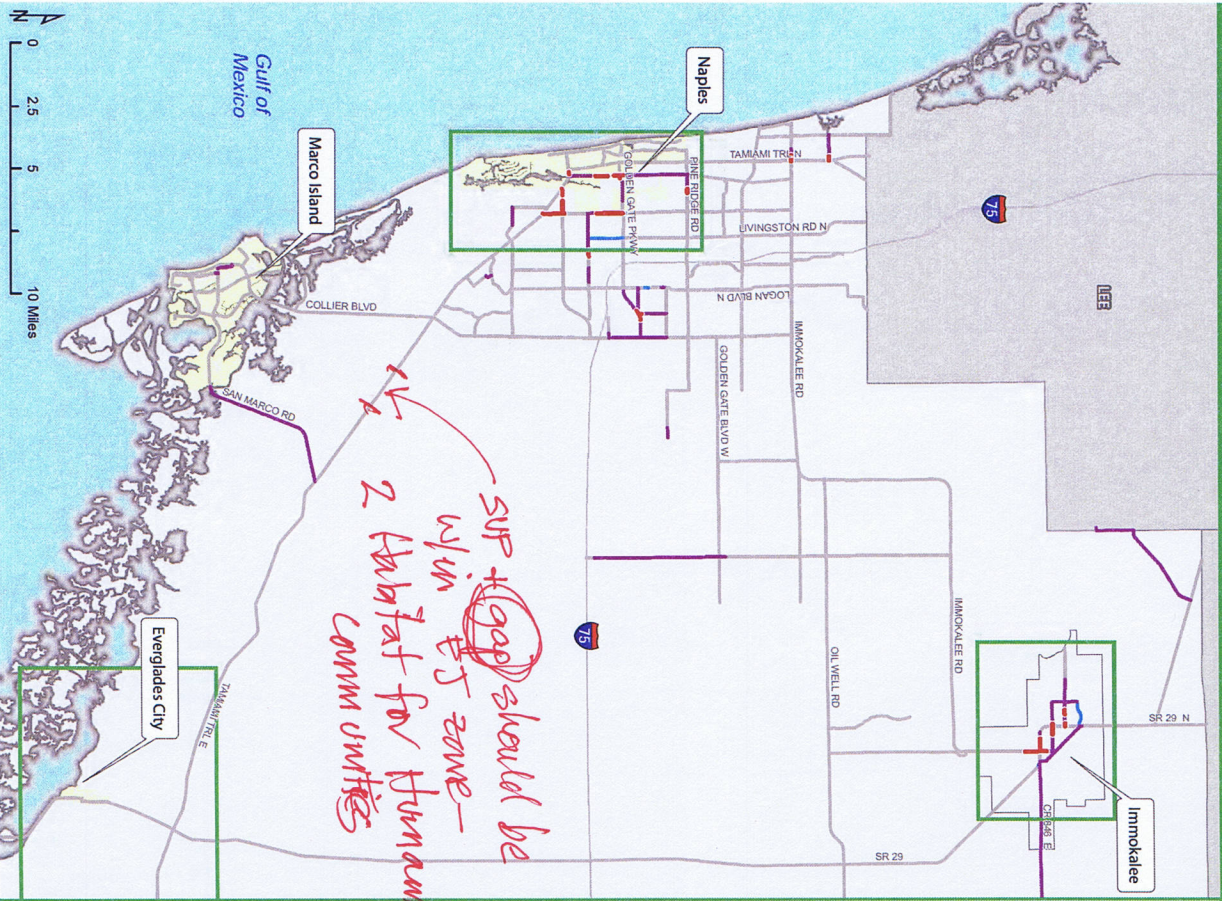 N
0
2.5
5
10 Miles
Gulf of
Mexico
Naples
Marco Island
Everglades City
Immokalee
LEE
75
75
TAMIAMI TRL N
PINE RIDGE RD
GOLDEN GATE PKWY
LIVINGSTON RD N
LOGAN BLVD N
IMMOKALEE RD
GOLDEN GATE BLVD W
COLLIER BLVD
SAN MARCO RD
TAMIAMI TRL E
OIL WELL RD
IMMOKALEE RD
SR 29 N
CR 846 E
SR 29
SUP + gap should be
w/in EJ zone –
2 Habitat for Human
communities